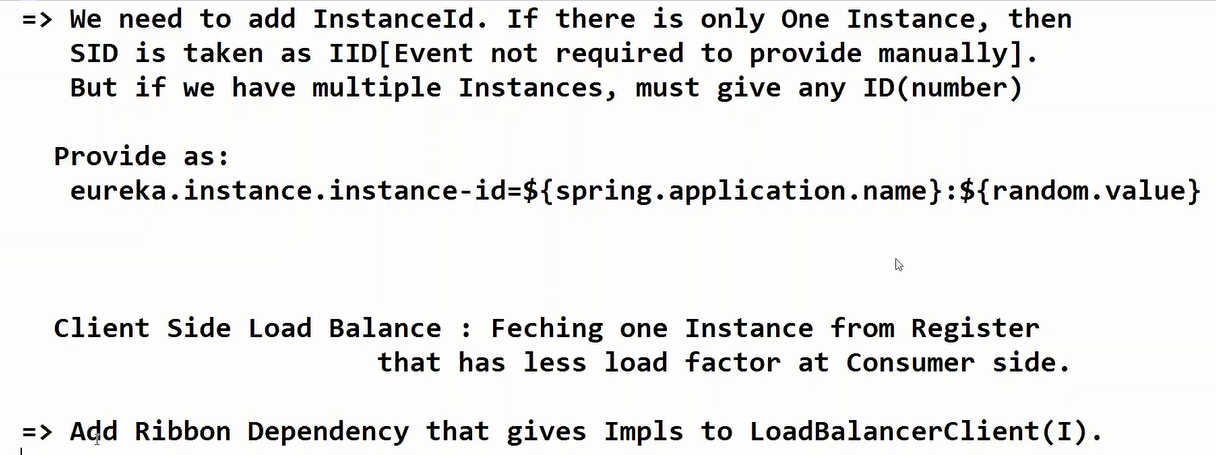 => We need to add InstanceId. If there is only One Instance, then
SID is taken as IID[Event not required to provide manually].
But if we have multiple Instances, must give any ID(number)
Provide as:
eureka.instance.instance-id=${spring.application.name}:${random.value}
Client Side Load Balance : Feching one Instance from Register
that has less load factor at Consumer side.
=> Add Ribbon Dependency that gives Impls to LoadBalancerClient(I).